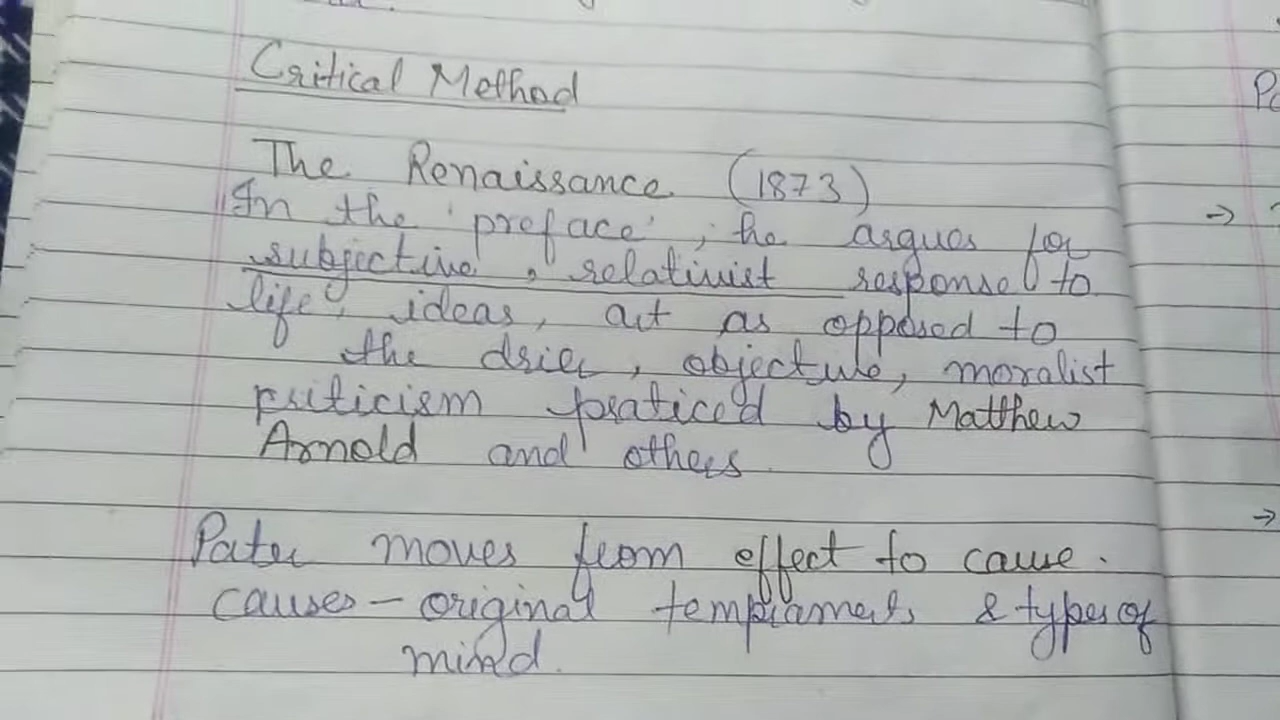 Critical Method
The Renaissance (1873)
In the 'preface', he argues for
subjective, relativist response to
life, ideas, art as opposed to
the drier, objective, moralist
criticism praticed by Matthew
Arnold and others.
Pater moves from effect to cause.
causes – original tempraments & types of
mind.
Po
→
→